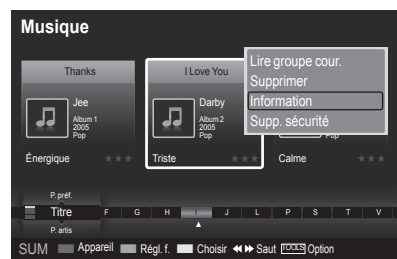 Musique
Thanks
Jee
Album 1
2005
Pop
Énergique
I Love You
Darby
Album 2
2005
Pop
Triste
Lire groupe cour.
Supprimer
Information
Supp. sécurité
Pop
Calme
P. préf.
Titre F G H I J L P S T V
P. artis
SUM Appareil Régl. f. Choisir Saut TOOLS Option